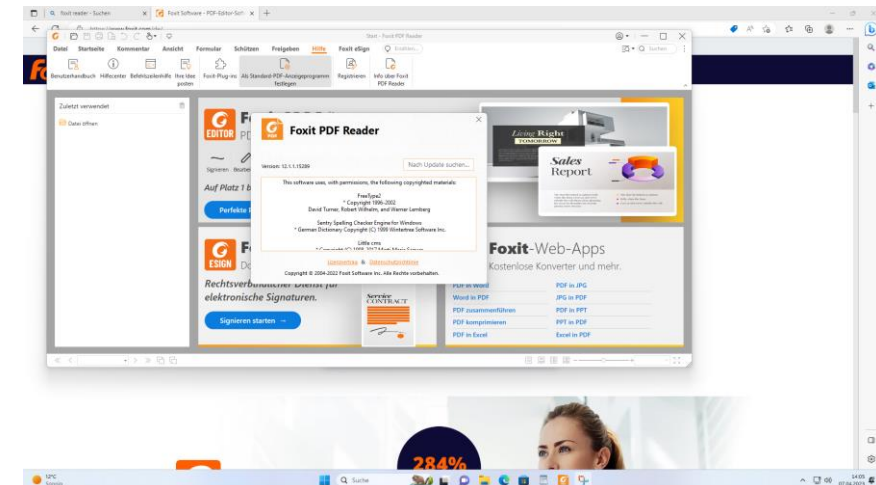 foxit reader - Suchen
Foxit Software - PDF-Editor-Soft
Start - Foxit PDF Reader
Datei Startseite Kommentar Ansicht Formular Schützen Freigeben Hilfe Foxit eSign
Suchen
Benutzerhandbuch Hilfecenter Befehlszeilenhilfe Ihre Idee posten Foxit-Plug-ins Als Standard-PDF-Anzeigeprogramm festlegen Registrieren Info über Foxit PDF Reader
Zuletzt verwendet
Datei öffnen
EDITOR
Signieren
Auf Platz 1
Foxit PDF Reader
Version: 12.1.1.15289
Nach Update suchen...
This software uses, with permissions, the following copyrighted materials:
FreeType2
* Copyright 1996-2002
David Turner, Robert Wilhelm, and Werner Lemberg
Sentry Spelling Checker Engine for Windows
* German Dictionary Copyright (C) 1999 Wintertree Software Inc.
Little cms
Lizenzvertrag & Datenschutzrichtlinie
Copyright © 2004-2022 Foxit Software Inc. Alle Rechte vorbehalten.
Living Right
TOMORROW
Sales
Report
ESIGN
Rechtsverbindlicher Dienst für
elektronische Signaturen.
Signieren starten →
Service
CONTRACT
Foxit-Web-Apps
Kostenlose Konverter und mehr.
PDF in Word PDF in JPG
Word in PDF JPG in PDF
PDF zusammenführen PDF in PPT
PDF komprimieren PPT in PDF
PDF in Excel Excel in PDF
284%
12°C
Suche
14:05
07.04.2023